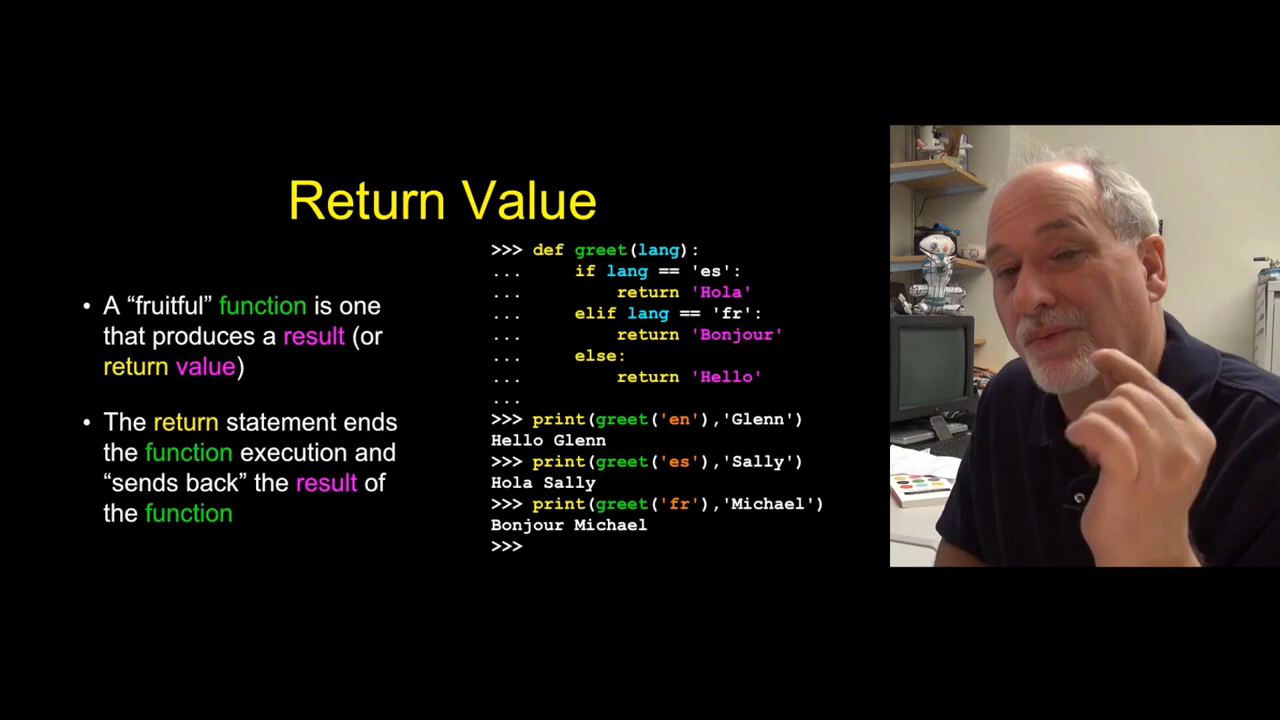 Return Value
• A “fruitful” function is one
that produces a result (or
return value)
• The return statement ends
the function execution and
“sends back” the result of
the function
>>> def greet(lang):
...     if lang == 'es':
...         return 'Hola'
...     elif lang == 'fr':
...         return 'Bonjour'
...     else:
...         return 'Hello'
...
>>> print(greet('en'),'Glenn')
Hello Glenn
>>> print(greet('es'),'Sally')
Hola Sally
>>> print(greet('fr'),'Michael')
Bonjour Michael
>>>